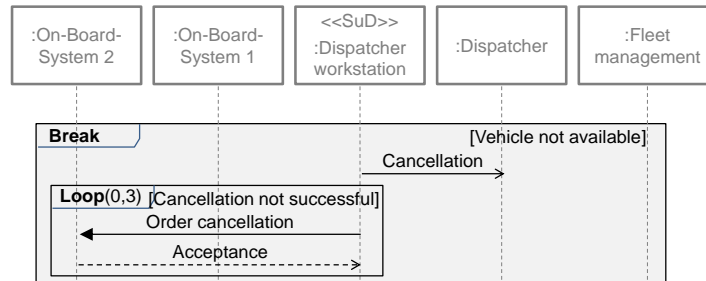 :On-Board-
System 2
:On-Board-
System 1
<<SuD>>
:Dispatcher
workstation
:Dispatcher
:Fleet
management
Break
[Vehicle not available]
Cancellation
Loop(0,3) [Cancellation not successful]
Order cancellation
Acceptance